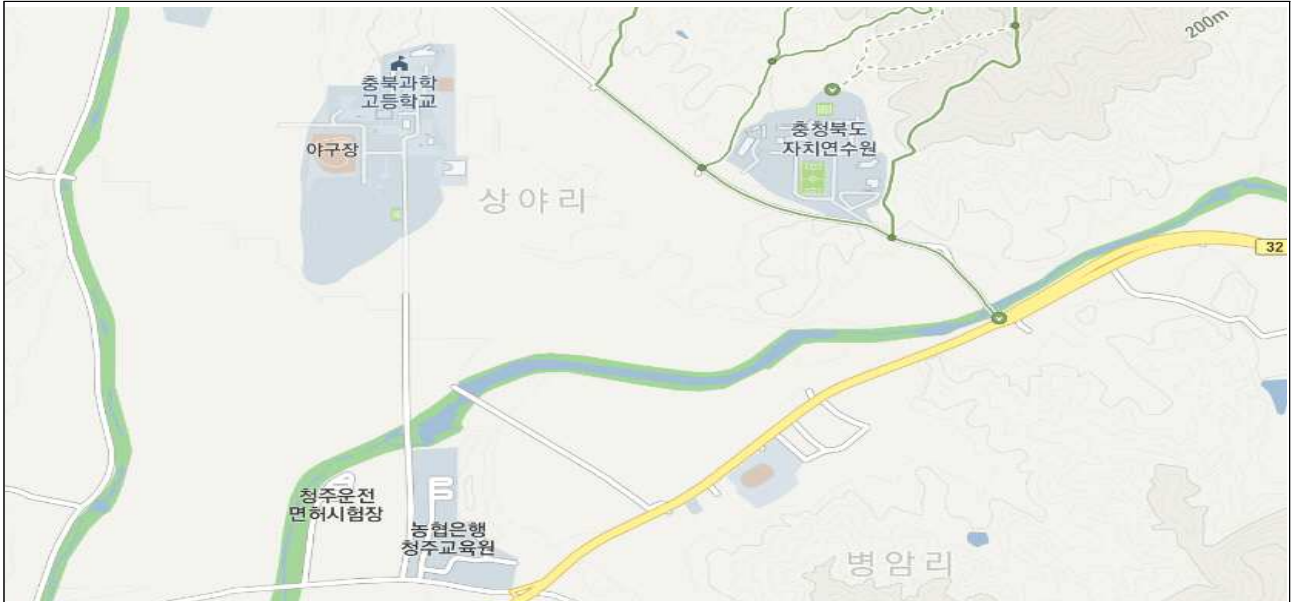 200m
충북과학
고등학교
야구장
충청북도
자치연수원
상야리
32
청주운전
면허시험장
농협은행
청주교육원
병암리